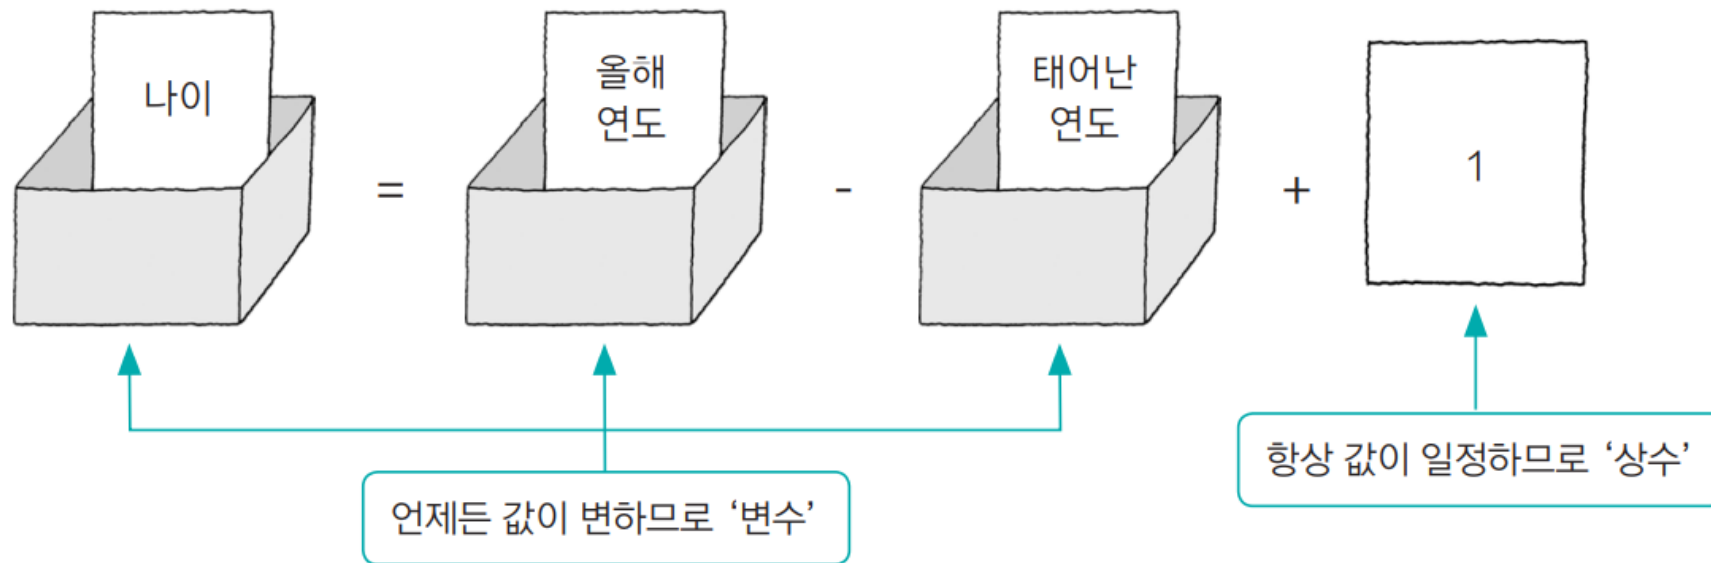 나이
=
올해
연도
-
태어난
연도
+
1
언제든 값이 변하므로 ‘변수’
항상 값이 일정하므로 ‘상수’